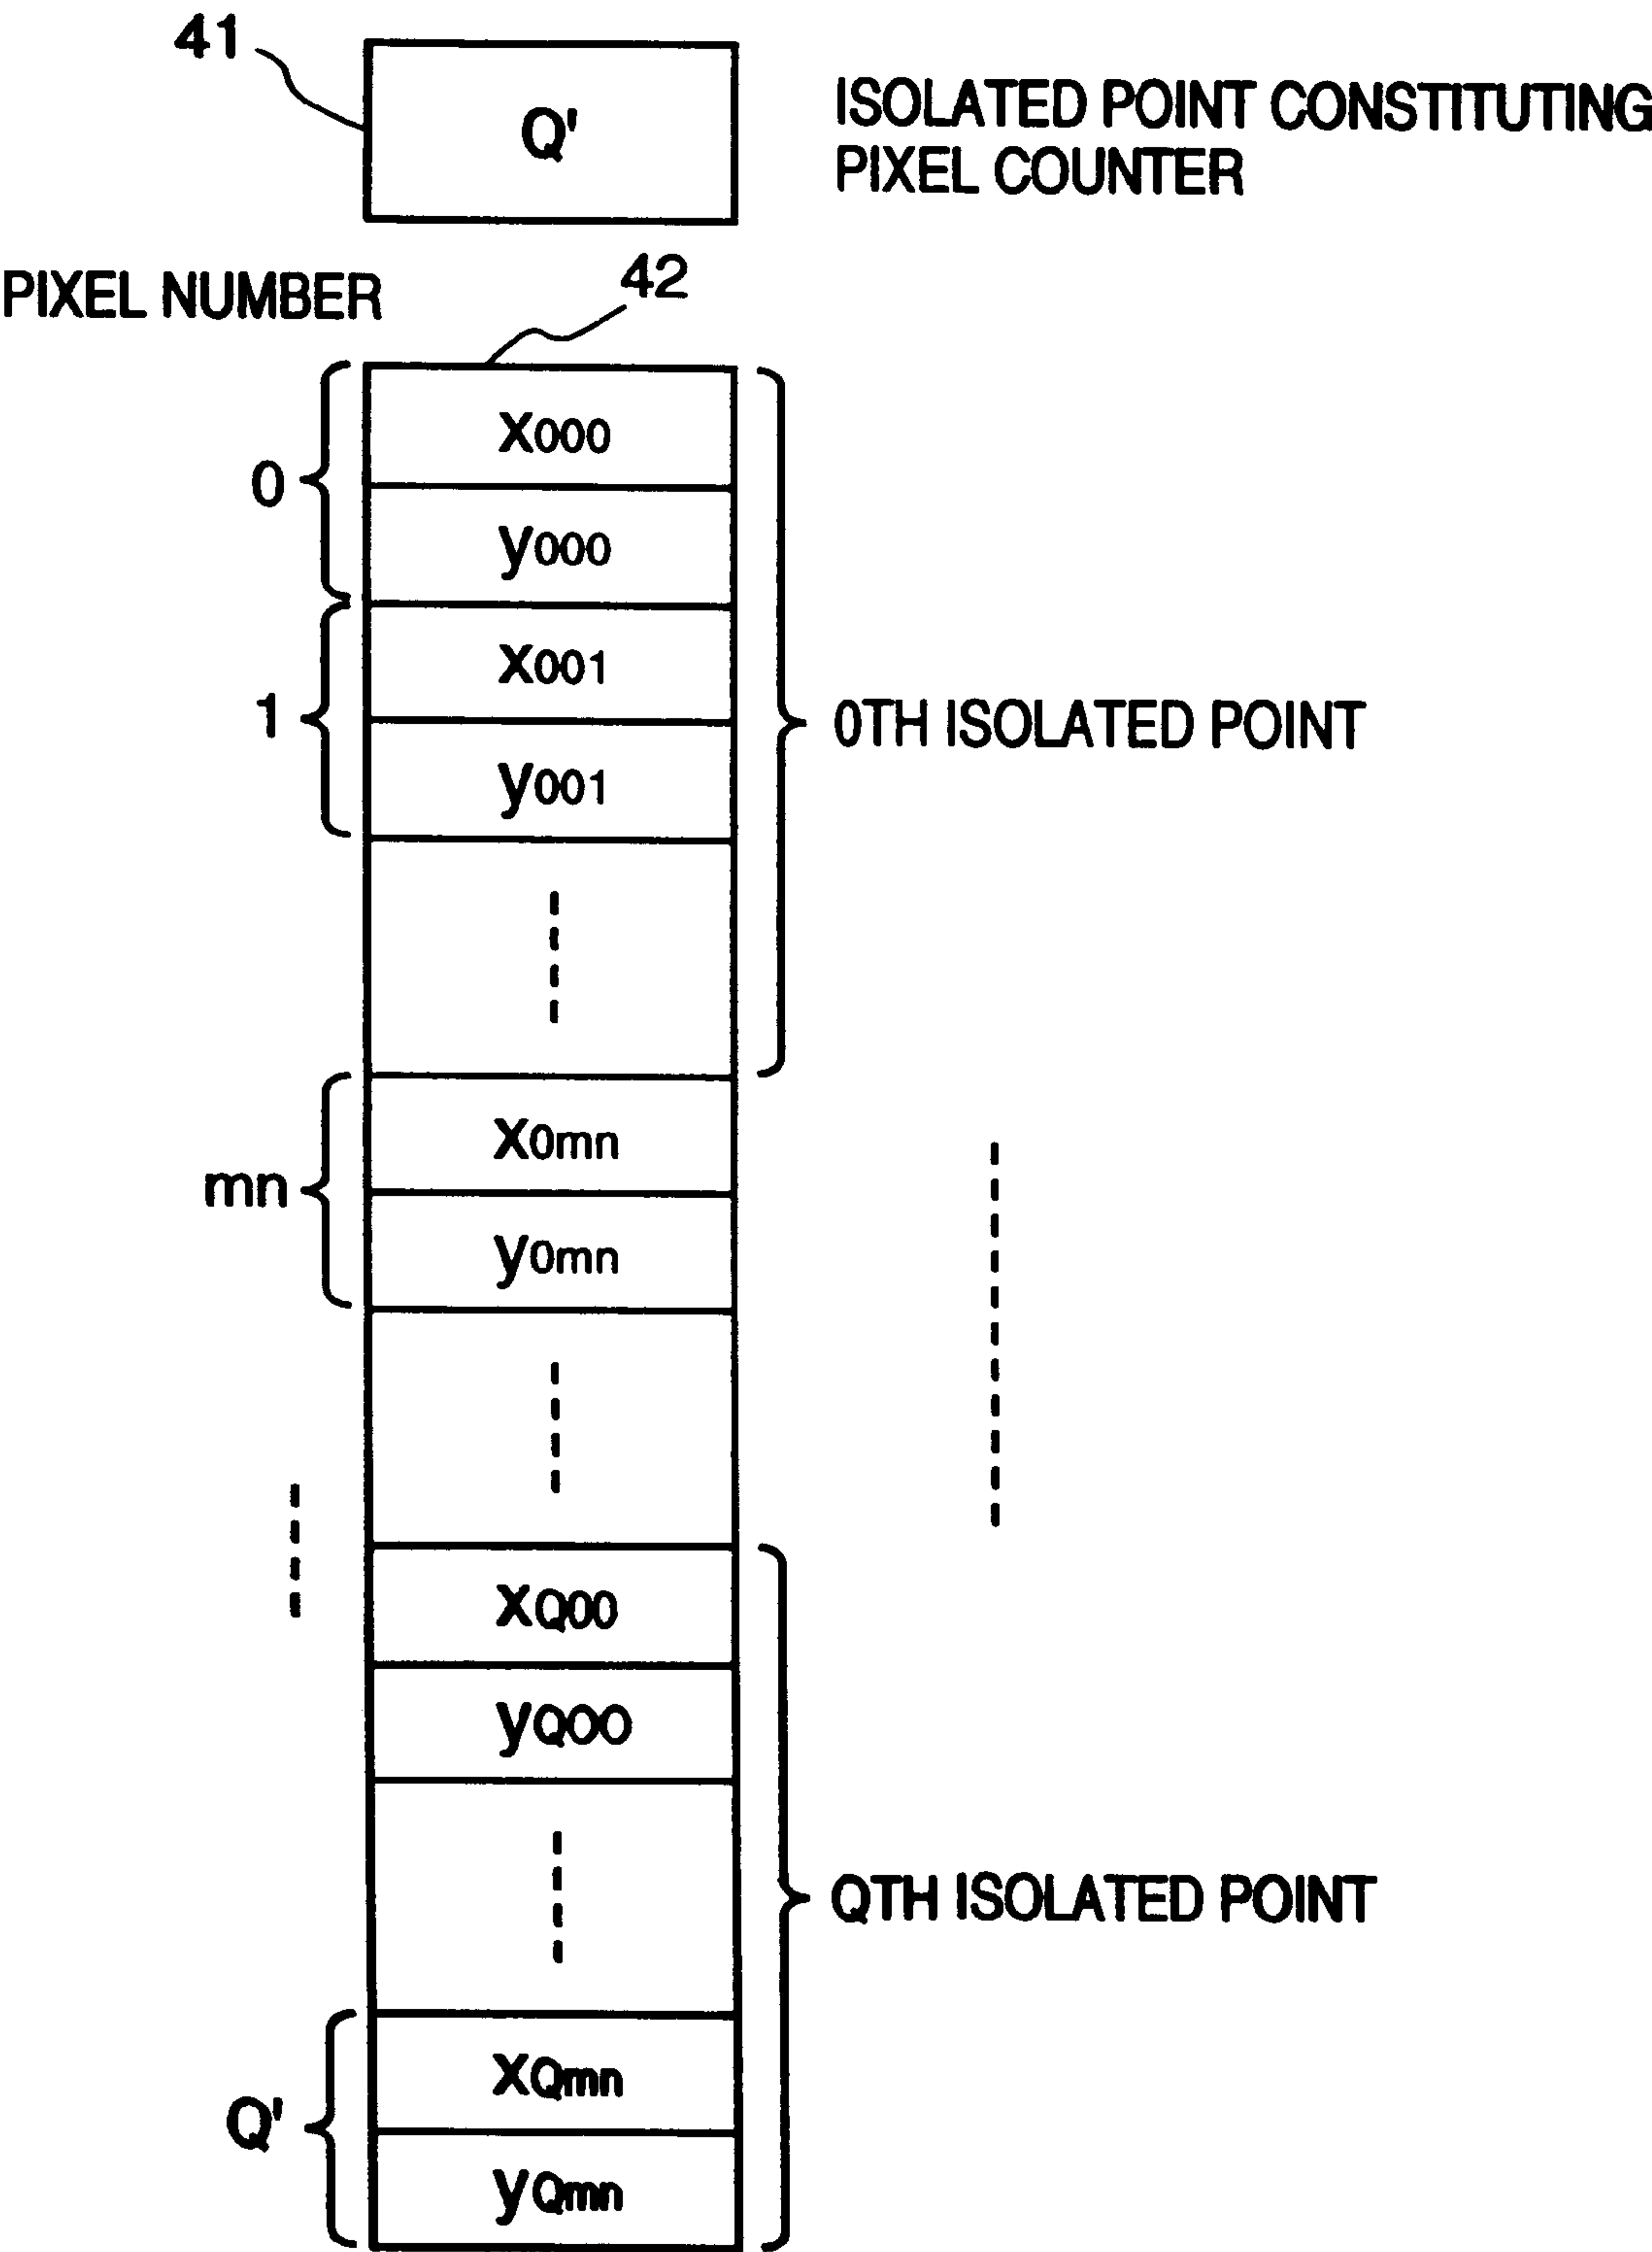 41
Q'
ISOLATED POINT CONSTITUTING
PIXEL COUNTER
PIXEL NUMBER
42
0
x000
y000
1
x001
y001
0TH ISOLATED POINT
mn
x0mn
y0mn
xQ00
yQ00
QTH ISOLATED POINT
Q'
xQmn
yQmn